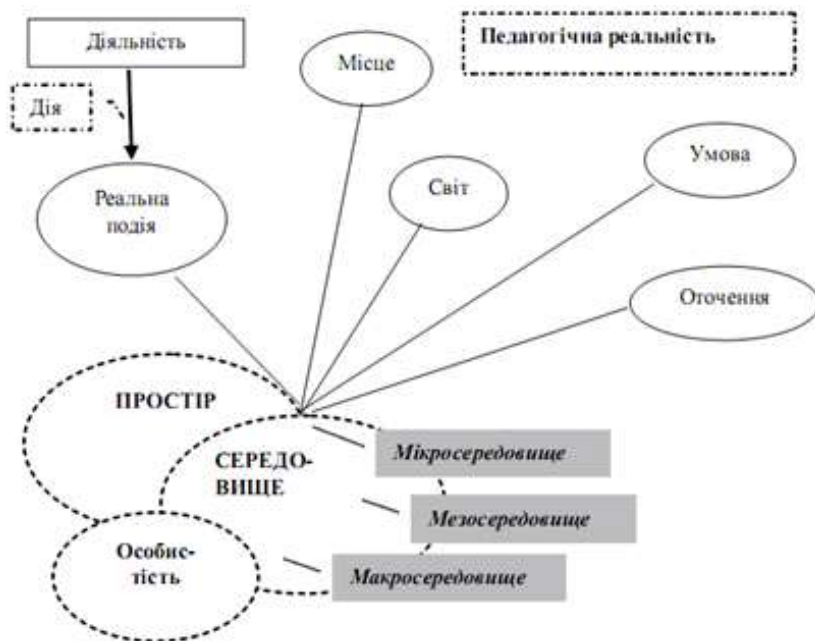 Діяльність
Педагогічна реальність
Місце
Дія
Умова
Світ
Реальна
подія
Оточення
ПРОСТІР
СЕРЕДО-
ВИЩЕ
Мікросередовище
Мезосередовище
Особис-
тість
Макросередовище